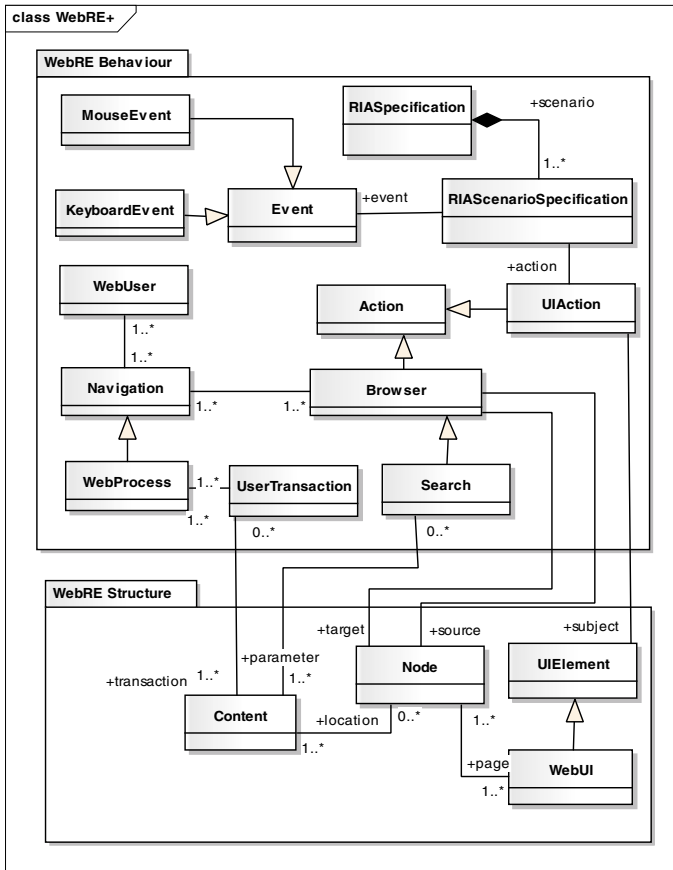 class WebRE+
WebRE Behaviour
MouseEvent
RIASpecification
+scenario
1..*
KeyboardEvent
Event
+event
RIAScenarioSpecification
+action
WebUser
Action
UIAction
1..*
1..*
Navigation
1..*
1..*
Browser
WebProcess
1..*
1..*
UserTransaction
Search
0..*
0..*
WebRE Structure
+target
+source
+subject
+transaction
1..*
+parameter
1..*
Node
UIElement
Content
+location
0..*
1..*
1..*
+page
1..*
WebUI